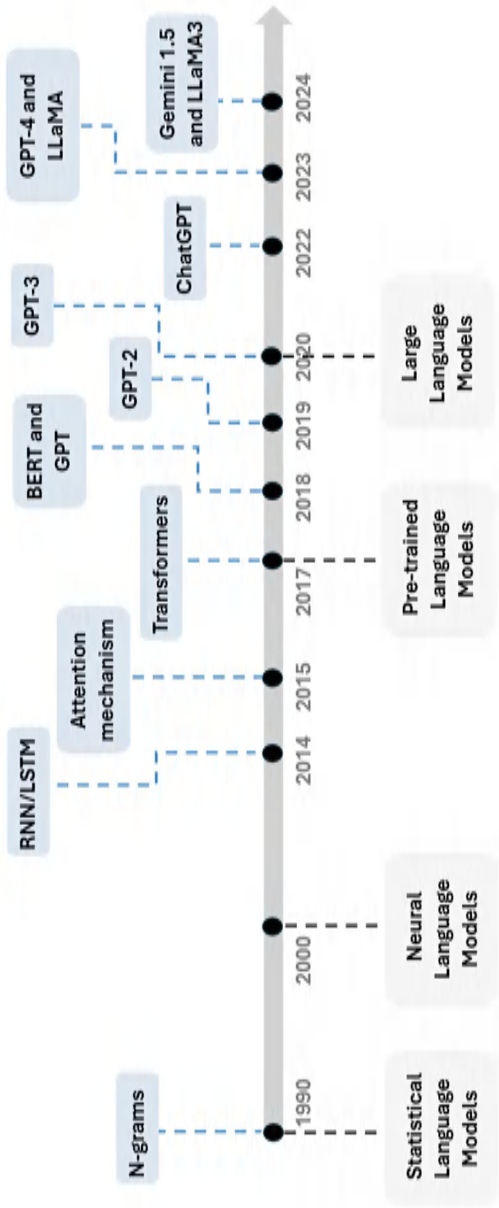 N-grams
RNN/LSTM
Attention
mechanism
Transformers
BERT and
GPT
GPT-2
GPT-3
ChatGPT
GPT-4 and
LLaMA
Gemini 1.5
and LLaMA3
1990
2000
2014
2015
2017
2018
2019
2020
2022
2023
2024
Statistical
Language
Models
Neural
Language
Models
Pre-trained
Language
Models
Large
Language
Models